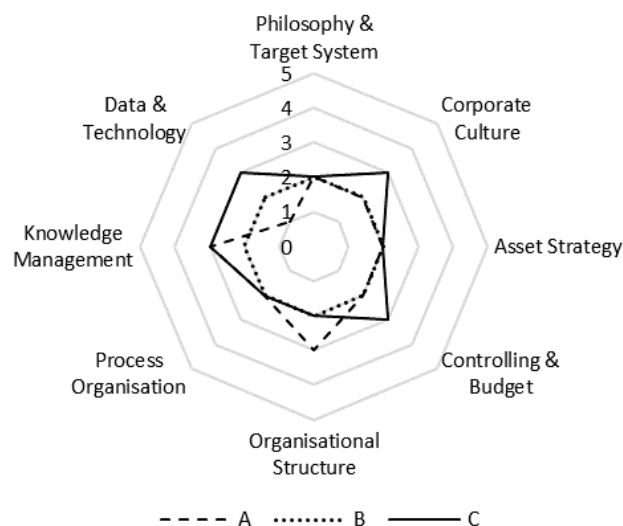 Philosophy &
Target System
5
Data &
Technology
4
Corporate
Culture
3
2
1
Knowledge
Management
0
Asset Strategy
Process
Organisation
Controlling &
Budget
Organisational
Structure
A
B
C